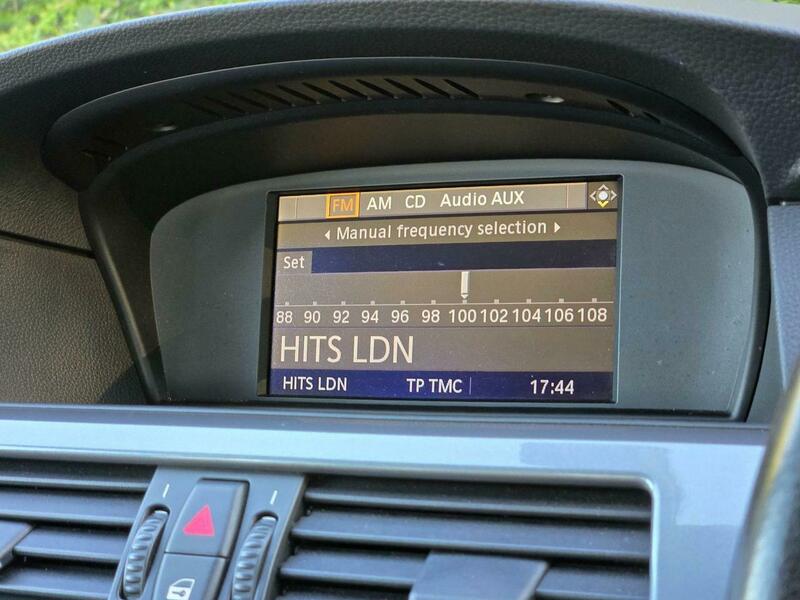 FM AM CD Audio AUX
Manual frequency selection
Set
88 90 92 94 96 98 100 102 104 106 108
HITS LDN
HITS LDN TP TMC 17:44